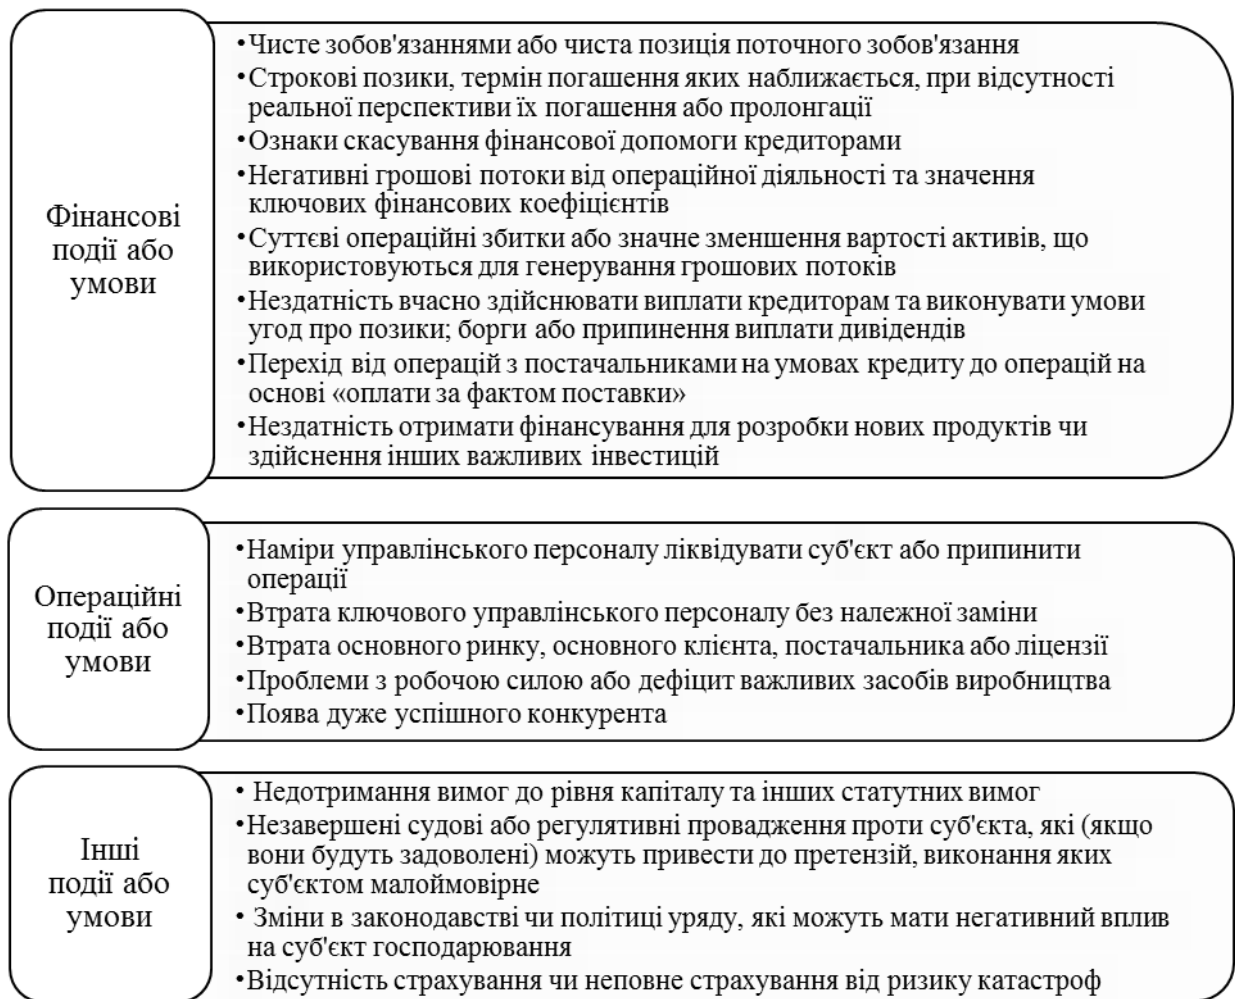 Фінансові
події або
умови
•Чисте зобов'язаннями або чиста позиція поточного зобов'язання
•Строкові позики, термін погашення яких наближається, при відсутності
реальної перспективи їх погашення або пролонгації
•Ознаки скасування фінансової допомоги кредиторами
•Негативні грошові потоки від операційної діяльності та значення
ключових фінансових коефіцієнтів
•Суттєві операційні збитки або значне зменшення вартості активів, що
використовуються для генерування грошових потоків
•Нездатність вчасно здійснювати виплати кредиторам та виконувати умови
угод про позики; борги або припинення виплати дивідендів
•Перехід від операцій з постачальниками на умовах кредиту до операцій на
основі «оплати за фактом поставки»
•Нездатність отримати фінансування для розробки нових продуктів чи
здійснення інших важливих інвестицій
Операційні
події або
умови
•Наміри управлінського персоналу ліквідувати суб'єкт або припинити
операції
•Втрата ключового управлінського персоналу без належної заміни
•Втрата основного ринку, основного клієнта, постачальника або ліцензії
•Проблеми з робочою силою або дефіцит важливих засобів виробництва
•Поява дуже успішного конкурента
Інші
події або
умови
• Недотримання вимог до рівня капіталу та інших статутних вимог
•Незавершені судові або регулятивні провадження проти суб'єкта, які (якщо
вони будуть задоволені) можуть привести до претензій, виконання яких
суб'єктом малоймовірне
• Зміни в законодавстві чи політиці уряду, які можуть мати негативний вплив
на суб'єкт господарювання
•Відсутність страхування чи неповне страхування від ризику катастроф